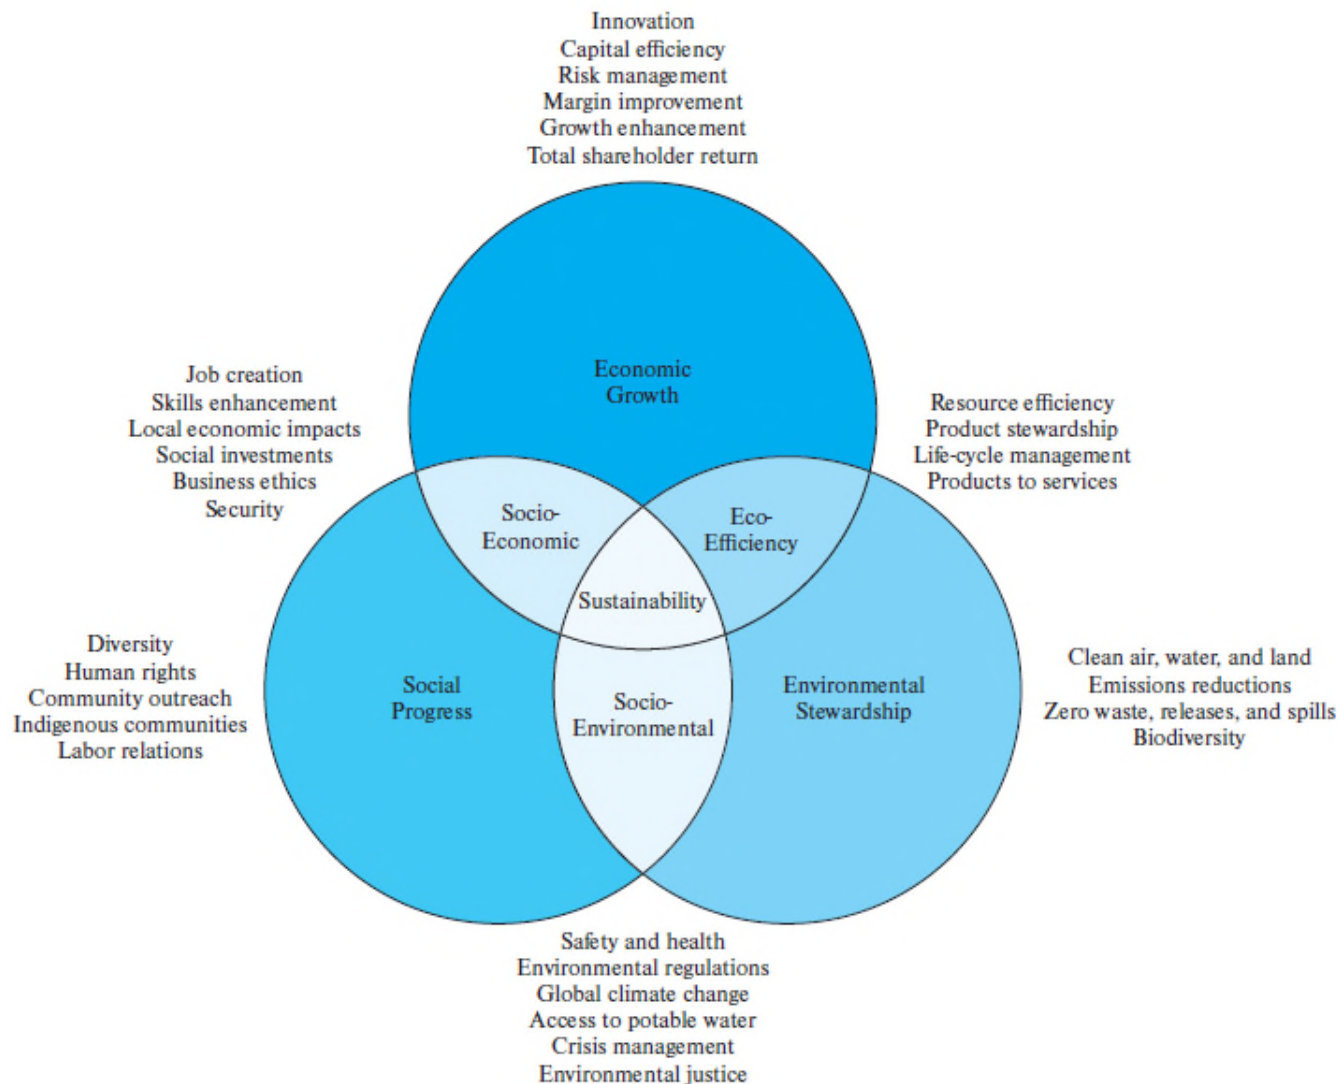 Innovation
Capital efficiency
Risk management
Margin improvement
Growth enhancement
Total shareholder return
Economic
Growth
Job creation
Skills enhancement
Local economic impacts
Social investments
Business ethics
Security
Resource efficiency
Product stewardship
Life-cycle management
Products to services
Socio-
Economic
Eco-
Efficiency
Sustainability
Diversity
Human rights
Community outreach
Indigenous communities
Labor relations
Social
Progress
Socio-
Environmental
Environmental
Stewardship
Clean air, water, and land
Emissions reductions
Zero waste, releases, and spills
Biodiversity
Safety and health
Environmental regulations
Global climate change
Access to potable water
Crisis management
Environmental justice